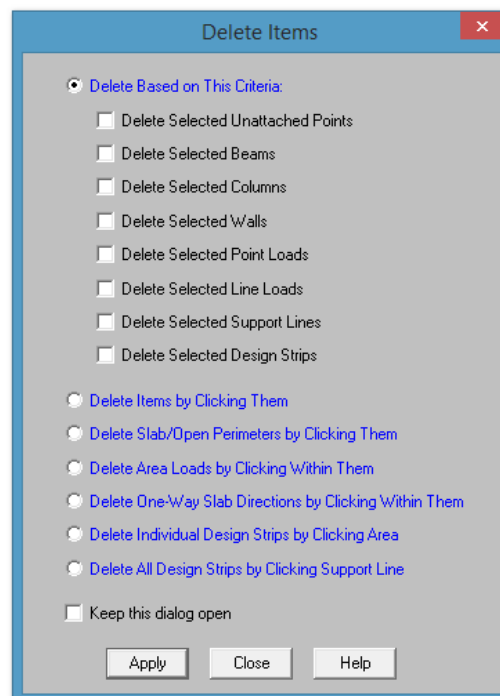 Delete Items
Delete Based on This Criteria:
Delete Selected Unattached Points
Delete Selected Beams
Delete Selected Columns
Delete Selected Walls
Delete Selected Point Loads
Delete Selected Line Loads
Delete Selected Support Lines
Delete Selected Design Strips
Delete Items by Clicking Them
Delete Slab/Open Perimeters by Clicking Them
Delete Area Loads by Clicking Within Them
Delete One-Way Slab Directions by Clicking Within Them
Delete Individual Design Strips by Clicking Area
Delete All Design Strips by Clicking Support Line
Keep this dialog open
Apply Close Help